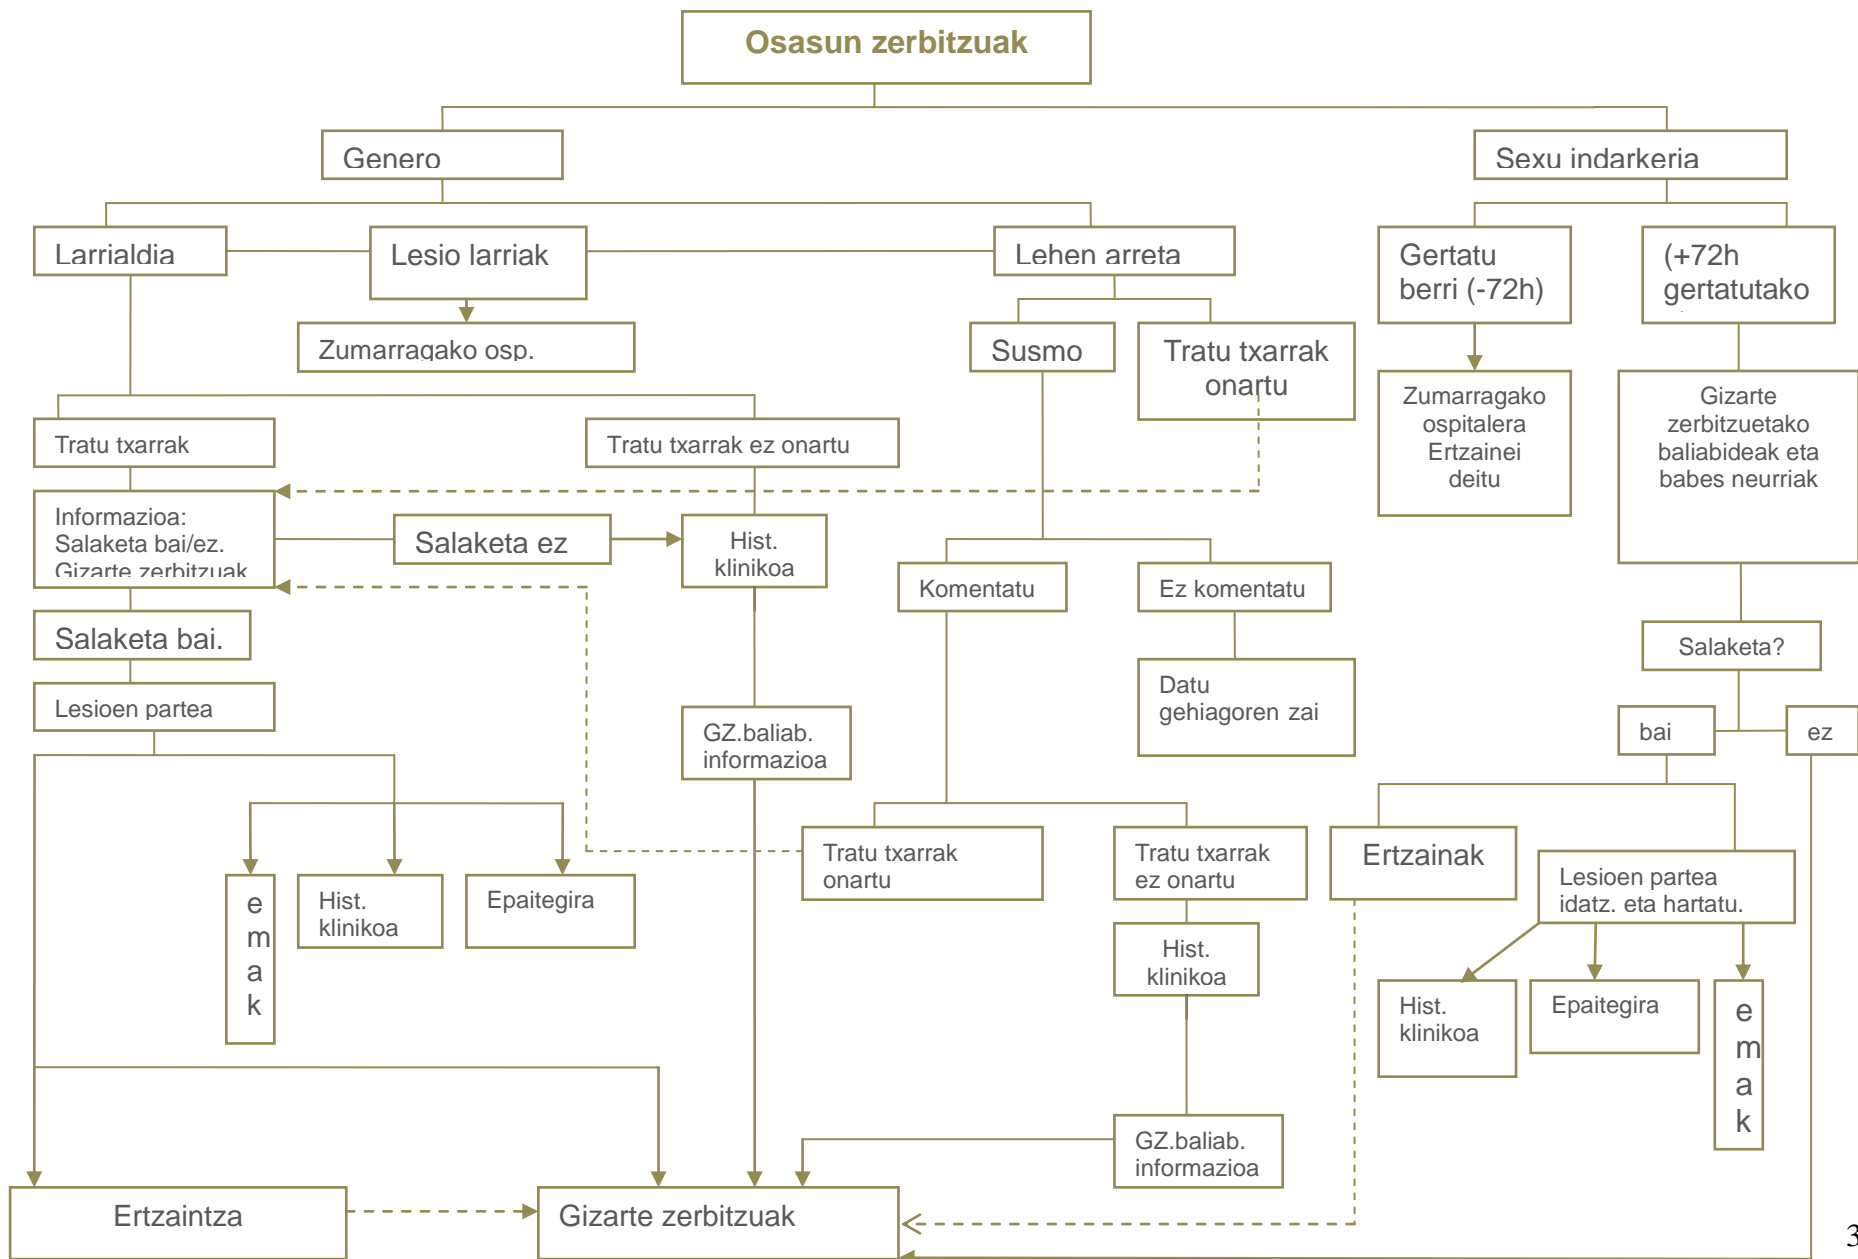 Osasun zerbitzuak
Genero
Sexu indarkeria
Larrialdia
Lesio larriak
Lehen arreta
Gertatu
berri (-72h)
(+72h
gertatutako
Zumarragako osp.
Susmo
Tratu txarrak
onartu
Zumarragako
ospitalera
Ertzainei
deitu
Gizarte
zerbitzuetako
baliabideak eta
babes neurriak
Tratu txarrak
Tratu txarrak ez onartu
Informazioa:
Salaketa bai/ez.
Gizarte zerbitzuak
Salaketa ez
Hist.
klinikoa
Komentatu
Ez komentatu
Salaketa bai.
Salaketa?
Lesioen partea
Datu
gehiagoren zai
GZ.baliab.
informazioa
bai
ez
Tratu txarrak
onartu
Tratu txarrak
ez onartu
Ertzainak
Lesioen partea
idatz. eta hartatu.
e
m
a
k
Hist.
klinikoa
Epaitegira
Hist.
klinikoa
Hist.
klinikoa
Epaitegira
e
m
a
k
GZ.baliab.
informazioa
Ertzaintza
Gizarte zerbitzuak
3